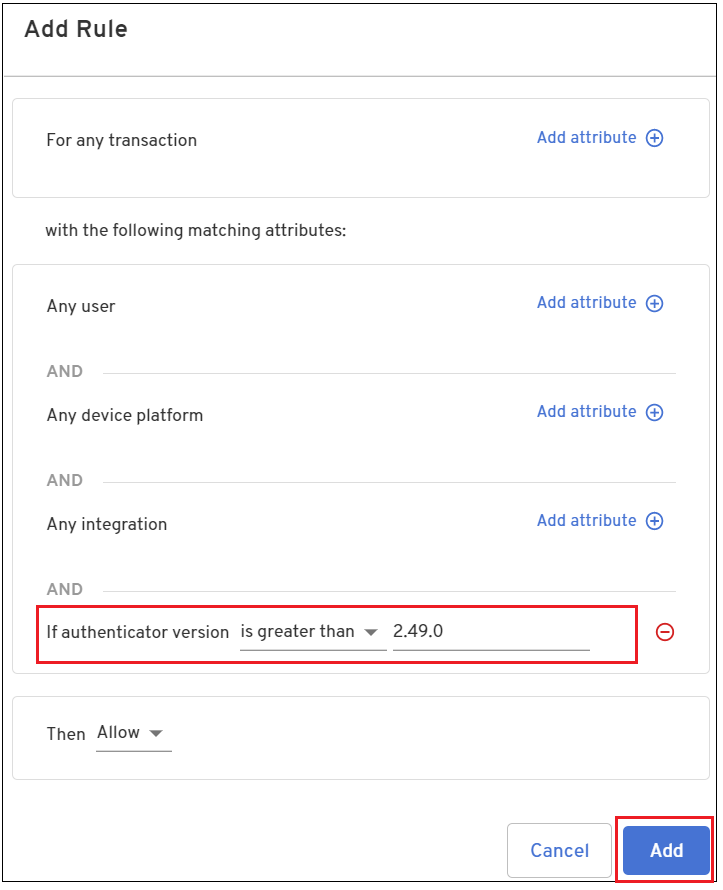 Add Rule
For any transaction Add attribute
with the following matching attributes:
Any user Add attribute
AND
Any device platform Add attribute
AND
Any integration Add attribute
AND
If authenticator version is greater than 2.49.0
Then Allow
Cancel Add